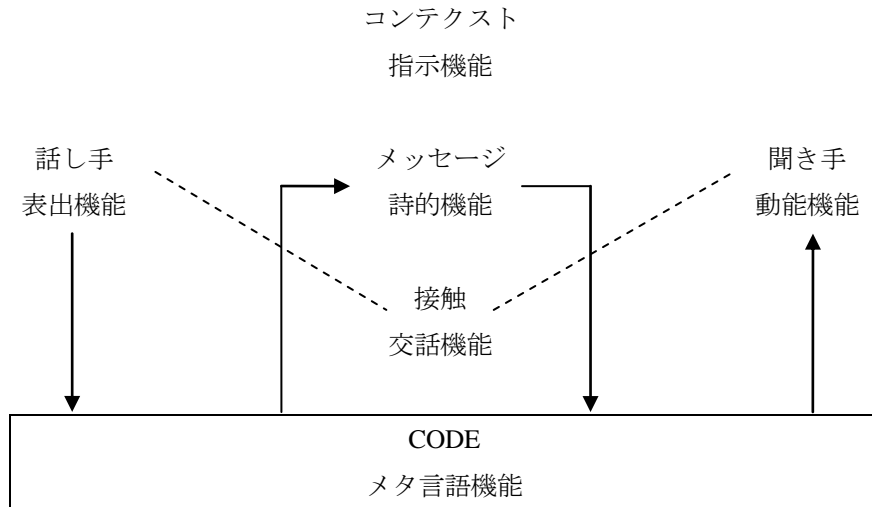 コンテクスト
指示機能
話し手 メッセージ 聞き手
表出機能 詩的機能 動能機能
接触
交話機能
CODE
メタ言語機能